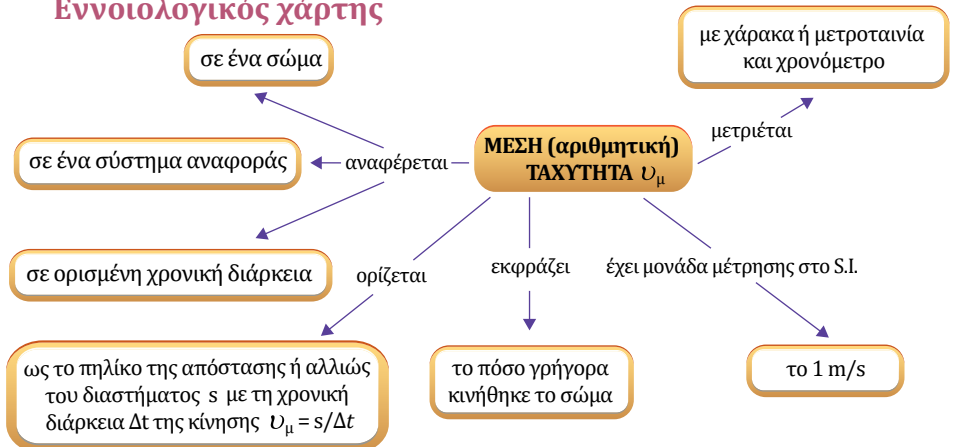 Εννοιολογικός χάρτης
σε ένα σώμα
με χάρακα ή μετροταινία
και χρονόμετρο
μετριέται
ΜΕΣΗ (αριθμητική)
ΤΑΧΥΤΗΤΑ υμ
αναφέρεται
σε ένα σύστημα αναφοράς
σε ορισμένη χρονική διάρκεια
ορίζεται
εκφράζει
έχει μονάδα μέτρησης στο S.I.
ως το πηλίκο της απόστασης ή αλλιώς
του διαστήματος s με τη χρονική
διάρκεια Δt της κίνησης υμ = s/Δt
το πόσο γρήγορα
κινήθηκε το σώμα
το 1 m/s